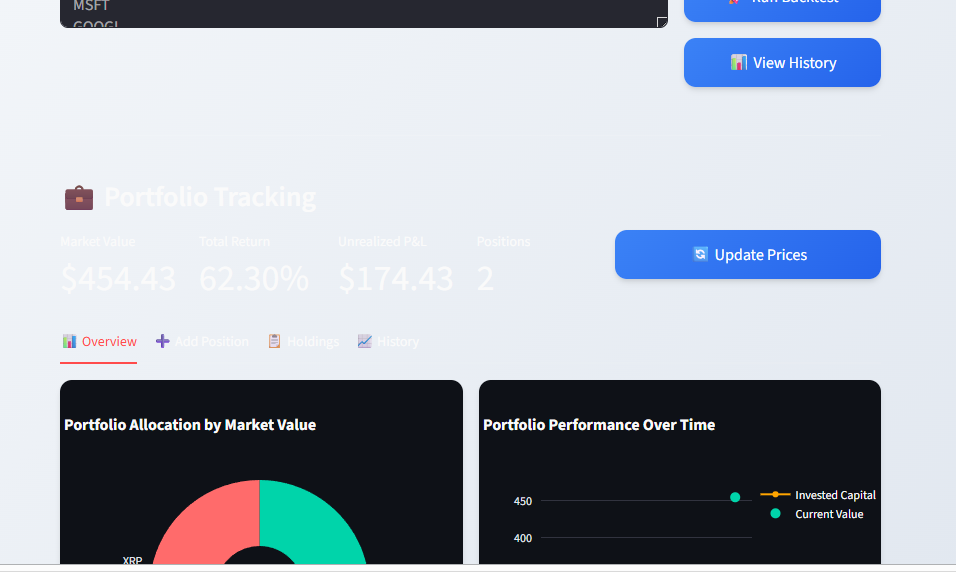 MSFT
GOOGL
Run Backtest
View History
Portfolio Tracking
Market Value
Total Return
Unrealized P&L
Positions
$454.43
62.30%
$174.43
2
Update Prices
Overview
Add Position
Holdings
History
Portfolio Allocation by Market Value
XRP
Portfolio Performance Over Time
450
400
Invested Capital
Current Value